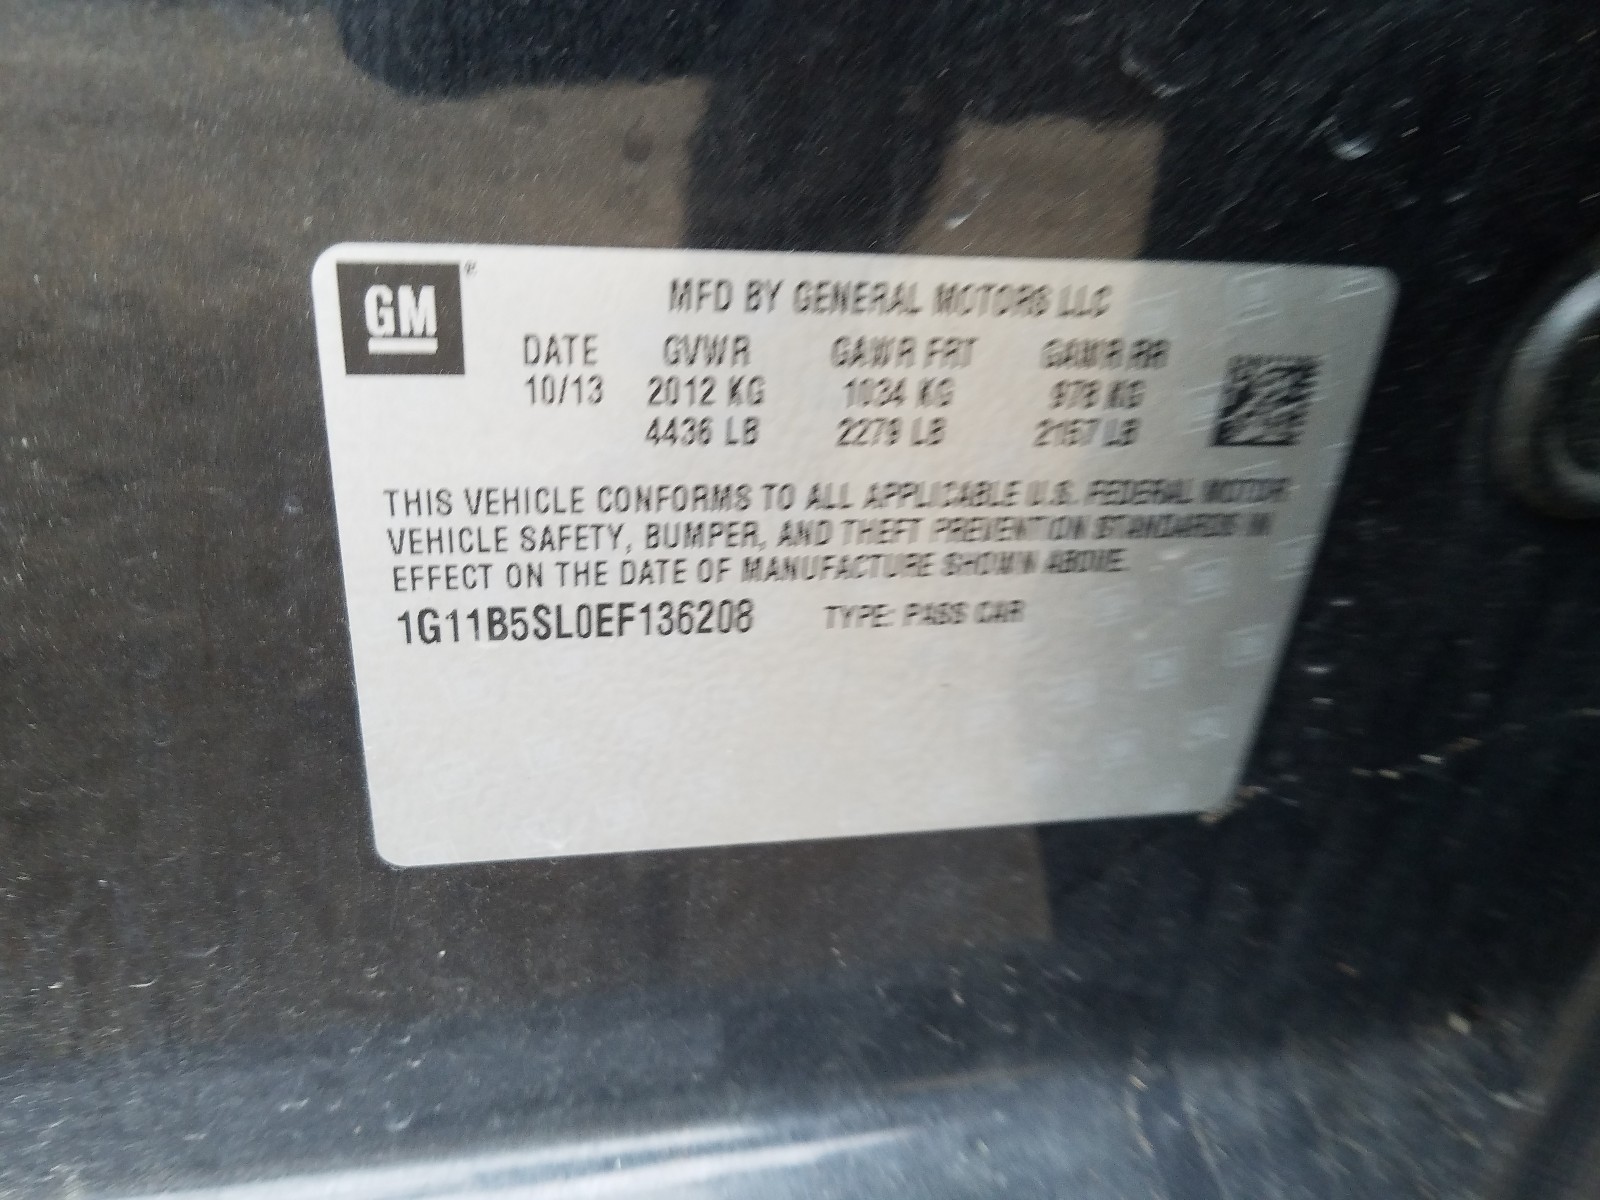 GM®
MFD BY GENERAL MOTORS LLC
DATE GVWR GAWR FRT GAWR RR
10/13 2012 KG 1034 KG 978 KG
4436 LB 2279 LB 2157 LB
THIS VEHICLE CONFORMS TO ALL APPLICABLE U.S. FEDERAL MOTOR
VEHICLE SAFETY, BUMPER, AND THEFT PREVENTION STANDARDS IN
EFFECT ON THE DATE OF MANUFACTURE SHOWN ABOVE.
1G11B5SL0EF136208 TYPE: PASS CAR